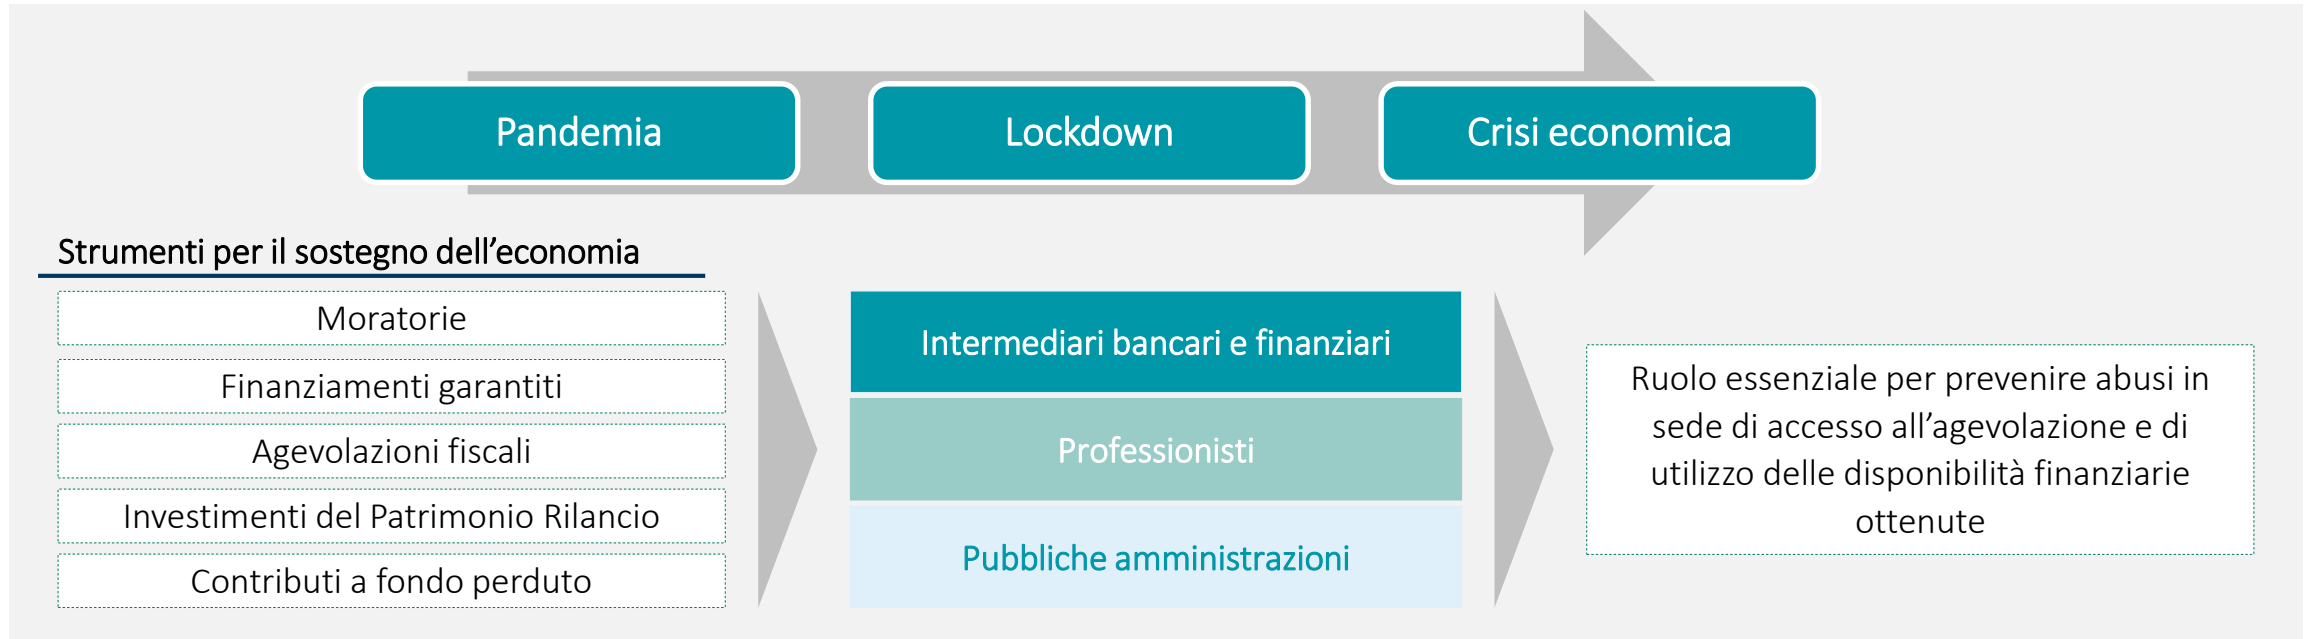 Pandemia
Lockdown
Crisi economica
Strumenti per il sostegno dell’economia
Moratorie
Finanziamenti garantiti
Agevolazioni fiscali
Investimenti del Patrimonio Rilancio
Contributi a fondo perduto
Intermediari bancari e finanziari
Professionisti
Pubbliche amministrazioni
Ruolo essenziale per prevenire abusi in
sede di accesso all’agevolazione e di
utilizzo delle disponibilità finanziarie
ottenute